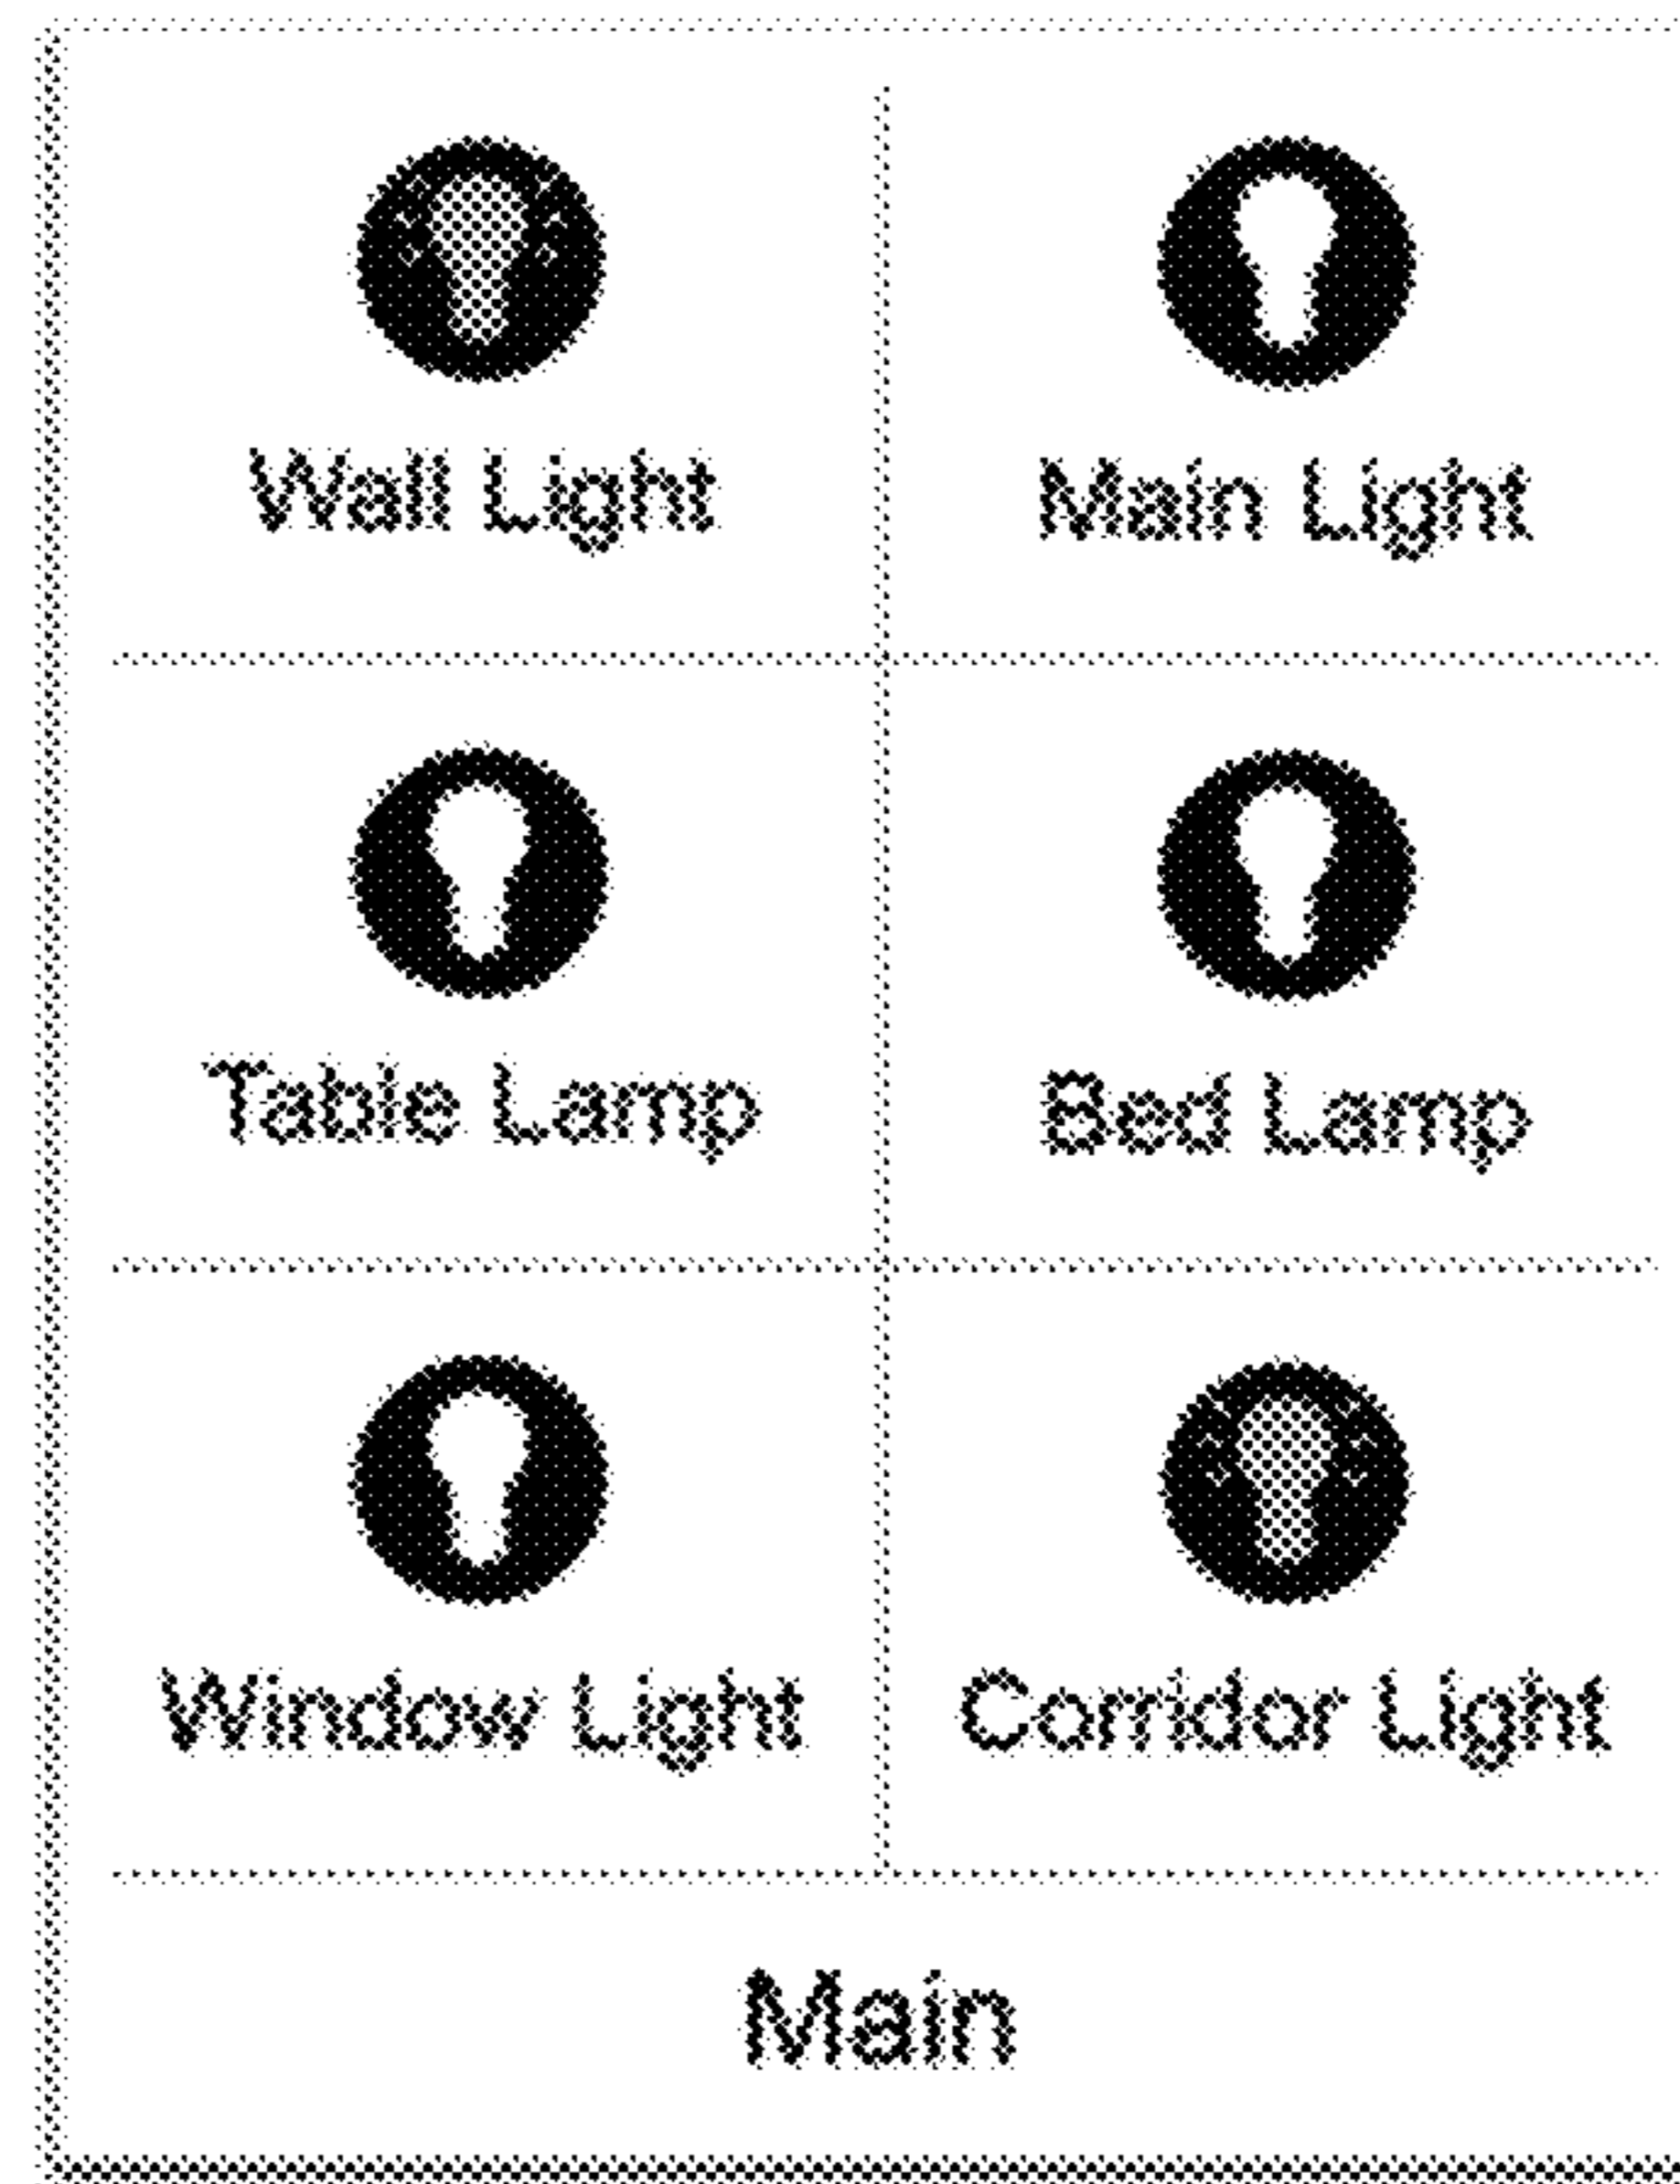 Wall Light
Main Light
Table Lamp
Bed Lamp
Window Light
Corridor Light
Main